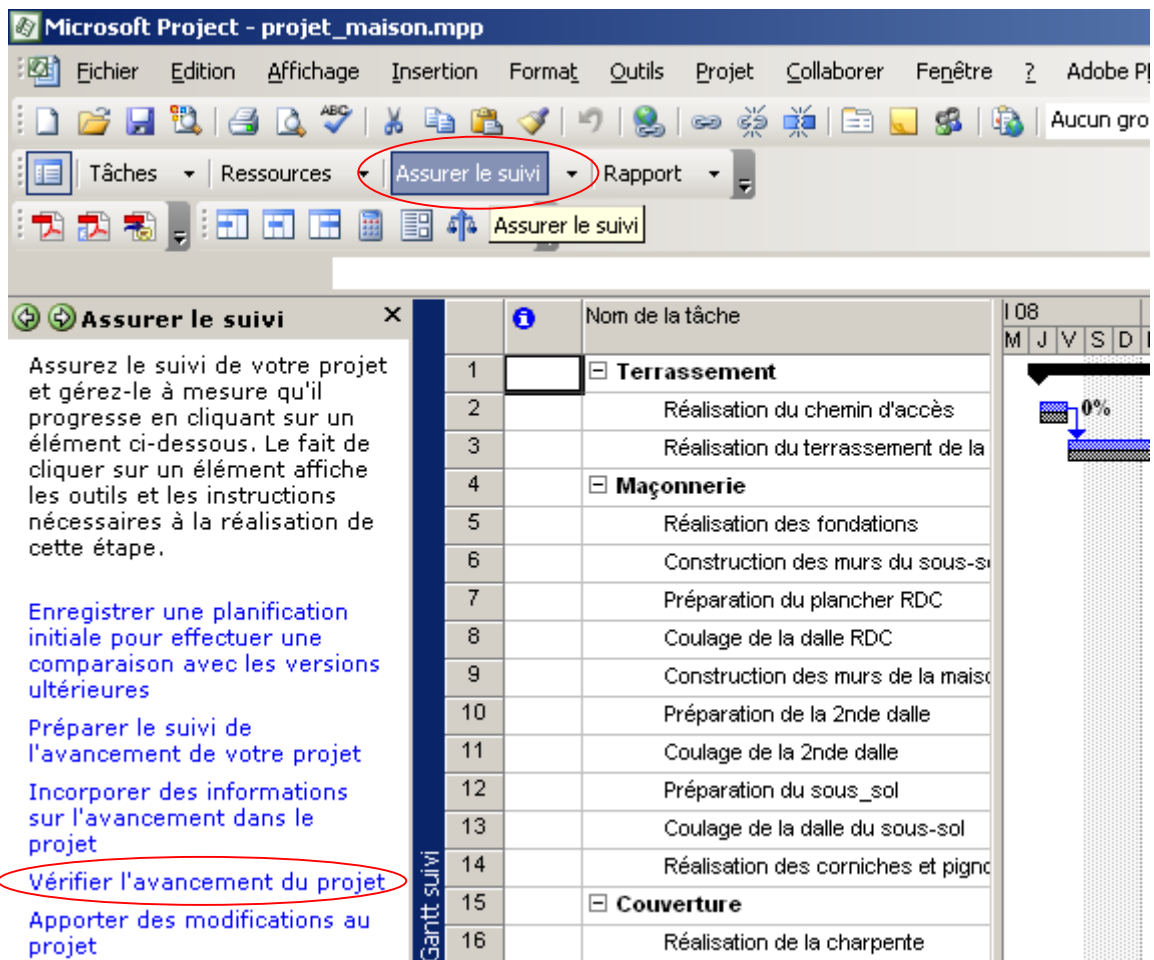 Microsoft Project - projet_maison.mpp
Fichier Edition Affichage Insertion Format Outils Projet Collaborer Fenêtre ? Adobe P
ABC Aucun gro
Tâches Ressources Assurer le suivi Rapport
Assurer le suivi
Assurer le suivi
Assurez le suivi de votre projet
et gérez-le à mesure qu'il
progresse en cliquant sur un
élément ci-dessous. Le fait de
cliquer sur un élément affiche
les outils et les instructions
nécessaires à la réalisation de
cette étape.
Enregistrer une planification
initiale pour effectuer une
comparaison avec les versions
ultérieures
Préparer le suivi de
l'avancement de votre projet
Incorporer des informations
sur l'avancement dans le
projet
Vérifier l'avancement du projet
Apporter des modifications au
projet
Gantt suivi
Nom de la tâche
1 Terrassement
2 Réalisation du chemin d'accès
3 Réalisation du terrassement de la
4 Maçonnerie
5 Réalisation des fondations
6 Construction des murs du sous-s
7 Préparation du plancher RDC
8 Coulage de la dalle RDC
9 Construction des murs de la mais
10 Préparation de la 2nde dalle
11 Coulage de la 2nde dalle
12 Préparation du sous_sol
13 Coulage de la dalle du sous-sol
14 Réalisation des corniches et pign
15 Couverture
16 Réalisation de la charpente
l 08
M J V S D
0%